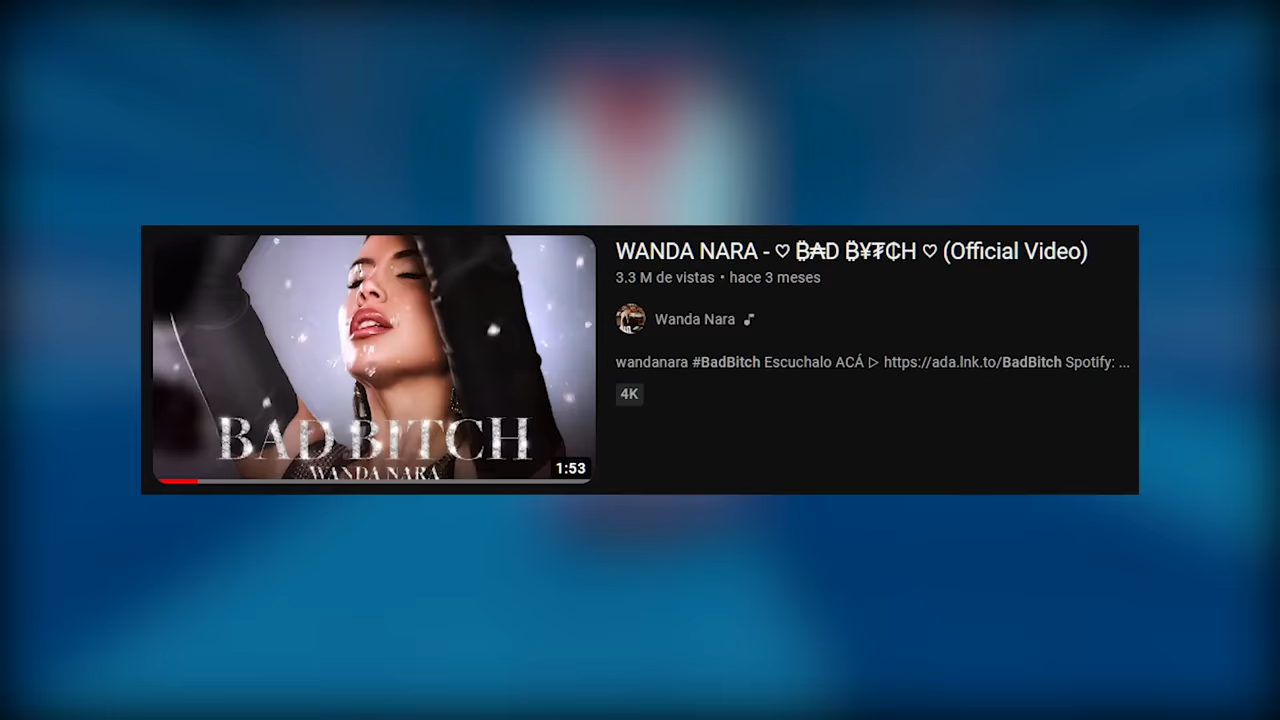 BAD BITCH
WANDA NARA
1:53
WANDA NARA - ♡ ฿₳D ฿¥₮₵H ♡ (Official Video)
3.3 M de vistas • hace 3 meses
Wanda Nara
wandanara #BadBitch Escuchalo ACÁ ▷ https://ada.lnk.to/BadBitch Spotify: ...
4K